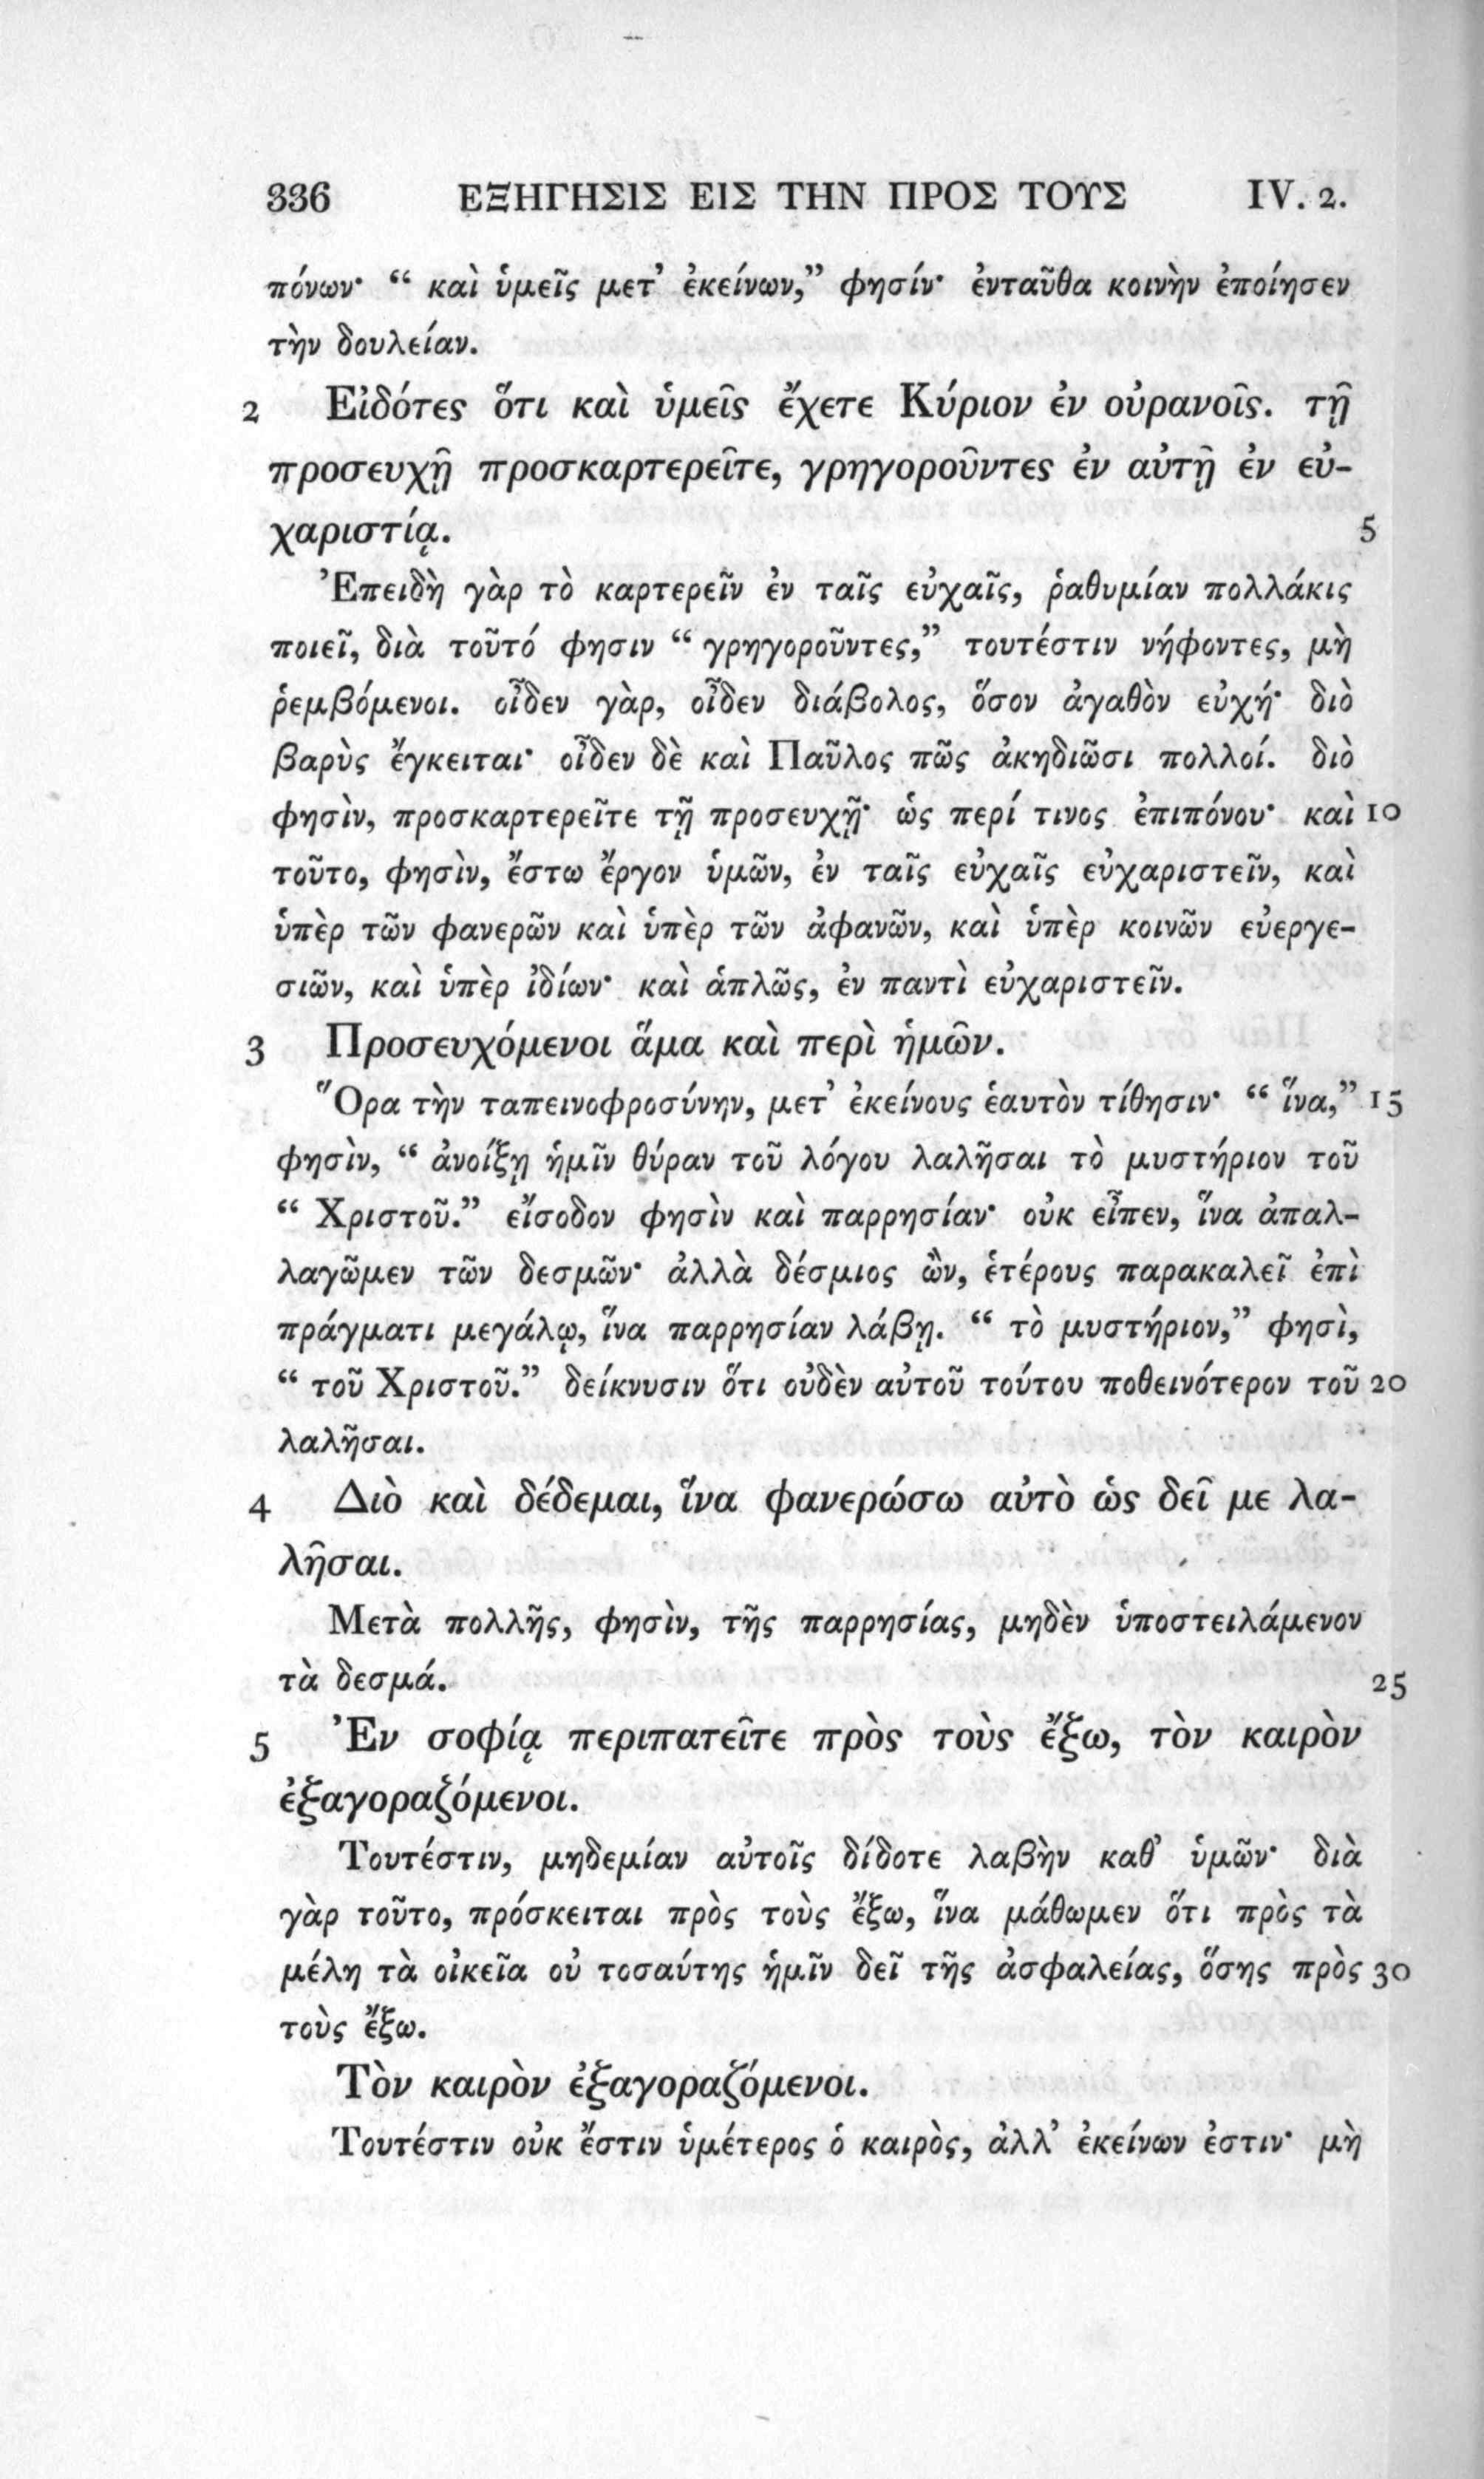 336 ΕΞΗΓΗΣΙΣ ΕΙΣ ΤΗΝ ΠΡΟΣ ΤΟΥΣ IV. 2.
πόνων· “ καὶ ὑμεῖς μετ’ ἐκείνων,” φησίν· ἐνταῦθα κοινὴν ἐποίησεν
τὴν δουλείαν.
2 Εἰδότες ὅτι καὶ ὑμεῖς ἔχετε Κύριον ἐν οὐρανοῖς. τῇ
προσευχῇ προσκαρτερεῖτε, γρηγοροῦντες ἐν αὐτῇ ἐν εὐ-
χαριστίᾳ. 5
Ἐπειδὴ γὰρ τὸ καρτερεῖν ἐν ταῖς εὐχαῖς, ῥαθυμίαν πολλάκις
ποιεῖ, διὰ τοῦτό φησιν “ γρηγοροῦντες,” τουτέστιν νήφοντες, μὴ
ῥεμβόμενοι. οἶδεν γὰρ, οἶδεν διάβολος, ὅσον ἀγαθὸν εὐχή· διὸ
βαρὺς ἔγκειται· οἶδεν δὲ καὶ Παῦλος πῶς ἀκηδιῶσι πολλοί. διὸ
φησὶν, προσκαρτερεῖτε τῇ προσευχῇ· ὡς περί τινος ἐπιπόνου· καὶ 10
τοῦτο, φησὶν, ἔστω ἔργον ὑμῶν, ἐν ταῖς εὐχαῖς εὐχαριστεῖν, καὶ
ὑπὲρ τῶν φανερῶν καὶ ὑπὲρ τῶν ἀφανῶν, καὶ ὑπὲρ κοινῶν εὐεργε-
σιῶν, καὶ ὑπὲρ ἰδίων· καὶ ἁπλῶς, ἐν παντὶ εὐχαριστεῖν.
3 Προσευχόμενοι ἅμα καὶ περὶ ἡμῶν.
Ὅρα τὴν ταπεινοφροσύνην, μετ’ ἐκείνους ἑαυτὸν τίθησιν· “ ἵνα,” 15
φησὶν, “ ἀνοίξῃ ἡμῖν θύραν τοῦ λόγου λαλῆσαι τὸ μυστήριον τοῦ
“ Χριστοῦ.” εἴσοδον φησὶν καὶ παρρησίαν· οὐκ εἶπεν, ἵνα ἀπαλ-
λαγῶμεν τῶν δεσμῶν· ἀλλὰ δέσμιος ὢν, ἑτέρους παρακαλεῖ ἐπὶ
πράγματι μεγάλῳ, ἵνα παρρησίαν λάβῃ. “ τὸ μυστήριον,” φησὶ,
“ τοῦ Χριστοῦ.” δείκνυσιν ὅτι οὐδὲν αὐτοῦ τούτου ποθεινότερον τοῦ 20
λαλῆσαι.
4 Διὸ καὶ δέδεμαι, ἵνα φανερώσω αὐτὸ ὡς δεῖ με λα-
λῆσαι.
Μετὰ πολλῆς, φησὶν, τῆς παρρησίας, μηδὲν ὑποστειλάμενον
τὰ δεσμά. 25
5 Ἐν σοφίᾳ περιπατεῖτε πρὸς τοὺς ἔξω, τὸν καιρὸν
ἐξαγοραζόμενοι.
Τουτέστιν, μηδεμίαν αὐτοῖς δίδοτε λαβὴν καθ’ ὑμῶν· διὰ
γὰρ τοῦτο, πρόσκειται πρὸς τοὺς ἔξω, ἵνα μάθωμεν ὅτι πρὸς τὰ
μέλη τὰ οἰκεῖα οὐ τοσαύτης ἡμῖν δεῖ τῆς ἀσφαλείας, ὅσης πρὸς 30
τοὺς ἔξω.
Τὸν καιρὸν ἐξαγοραζόμενοι.
Τουτέστιν οὐκ ἔστιν ὑμέτερος ὁ καιρὸς, ἀλλ’ ἐκείνων ἐστιν· μὴ